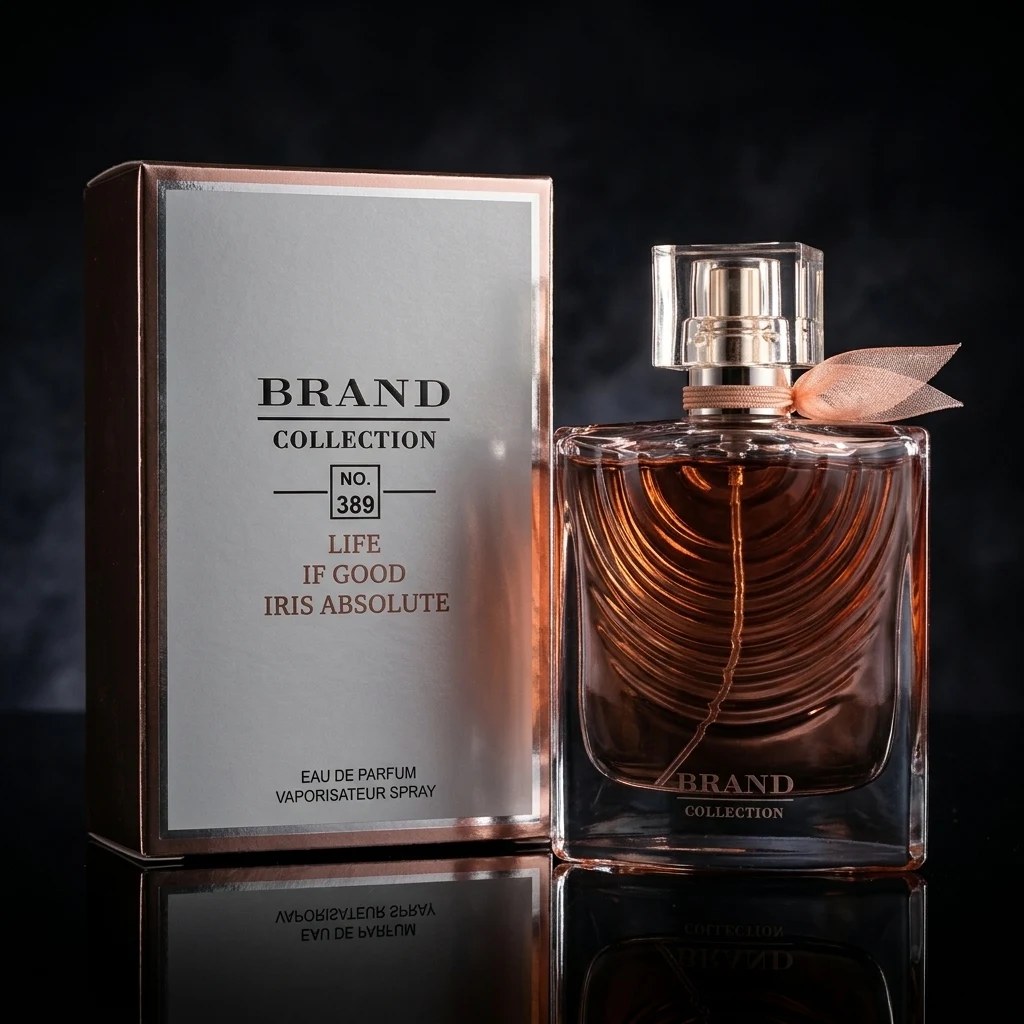 BRAND
COLLECTION
NO.
389
LIFE
IF GOOD
IRIS ABSOLUTE
EAU DE PARFUM
VAPORISATEUR SPRAY
BRAND
COLLECTION